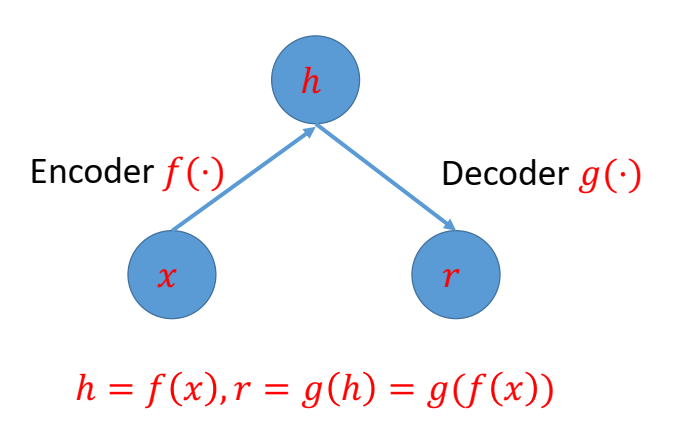 h
Encoder f(·)
Decoder g(·)
x
r
h = f(x), r = g(h) = g(f(x))